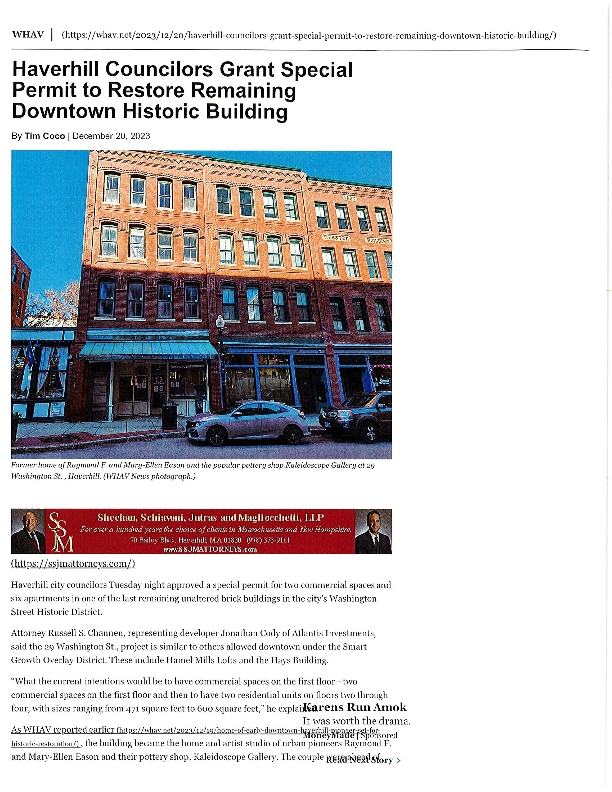 WHAV | (https://whav.net/2023/12/20/haverhill-councilors-grant-special-permit-to-restore-remaining-downtown-historic-building/)
Haverhill Councilors Grant Special
Permit to Restore Remaining
Downtown Historic Building
By Tim Coco | December 20, 2023
Former home of Raymond F. and Mary-Ellen Eason and the popular pottery shop Kaleidoscope Gallery at 29
Washington St., Haverhill. (WHAV News photograph.)
SSM
Sheehan, Schiavoni, Jutras and Magliocchetti, LLP
For over a hundred years the choice of clients in Massachusetts and New Hampshire.
70 Bailey Blvd., Haverhill, MA 01830 (978) 373-9161
www.SSJMATTORNEYS.com
(https://ssjmattorneys.com/)
Haverhill city councilors Tuesday night approved a special permit for two commercial spaces and
six apartments in one of the last remaining unaltered brick buildings in the city's Washington
Street Historic District.
Attorney Russell S. Channen, representing developer Jonathan Cody of Atlantis Investments,
said the 29 Washington St., project is similar to others allowed downtown under the Smart
Growth Overlay District. These include Hamel Mills Lofts and the Hays Building.
"What the current intentions would be to have commercial spaces on the first floor—two
commercial spaces on the first floor and then to have two residential units on floors two through
four, with sizes ranging from 471 square feet to 600 square feet," he explained.
Karens Run Amok
It was worth the drama.
MoneyMade | Sponsored
As WHAV reported earlier (https://whav.net/2023/12/19/home-of-early-downtown-haverhill-pioneer-set-for-
historic-restoration/), the building became the home and artist studio of urban pioneers Raymond F.
and Mary-Ellen Eason and their pottery shop, Kaleidoscope Gallery. The couple
Read Next Story >